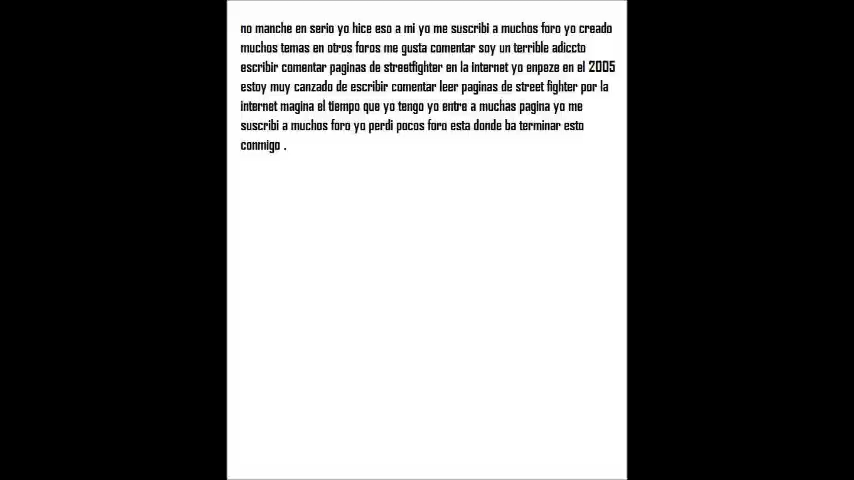 no manche en serio yo hice eso a mi yo me suscribi a muchos foro yo creado
muchos temas en otros foros me gusta comentar soy un terrible adiccto
escribir comentar paginas de streetfighter en la internet yo enpeze en el 2005
estoy muy canzado de escribir comentar leer paginas de street fighter por la
internet magina el tiempo que yo tengo yo entre a muchas pagina yo me
suscribi a muchos foro yo perdi pocos foro esta donde ba terminar esto
conmigo .